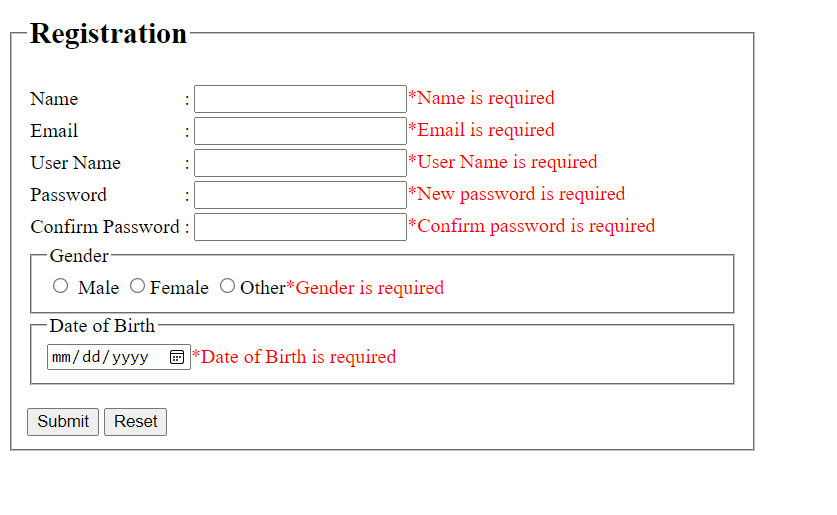 Registration
Name : *Name is required
Email : *Email is required
User Name : *User Name is required
Password : *New password is required
Confirm Password : *Confirm password is required
Gender
Male Female Other*Gender is required
Date of Birth
mm/dd/yyyy *Date of Birth is required
Submit Reset